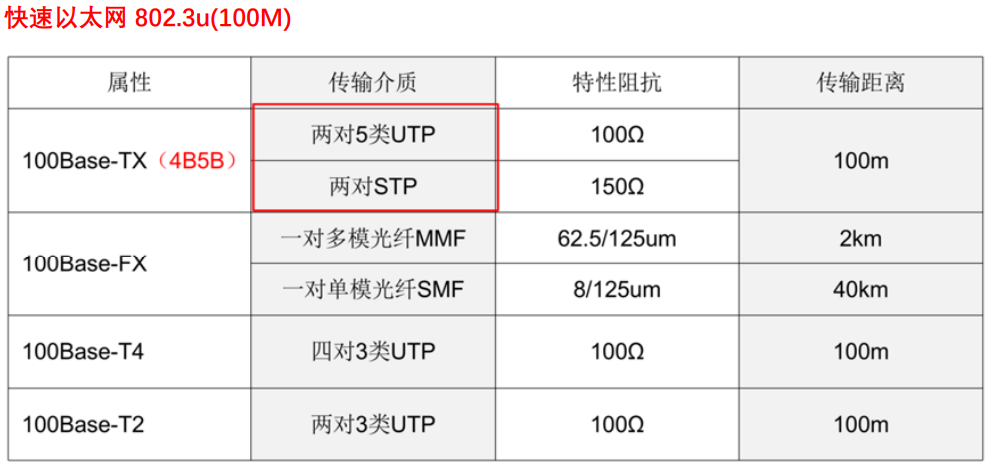 快速以太网 802.3u(100M)
属性 传输介质 特性阻抗 传输距离
100Base-TX（4B5B） 两对5类UTP 100Ω 100m
两对STP 150Ω
100Base-FX 一对多模光纤MMF 62.5/125um 2km
一对单模光纤SMF 8/125um 40km
100Base-T4 四对3类UTP 100Ω 100m
100Base-T2 两对3类UTP 100Ω 100m